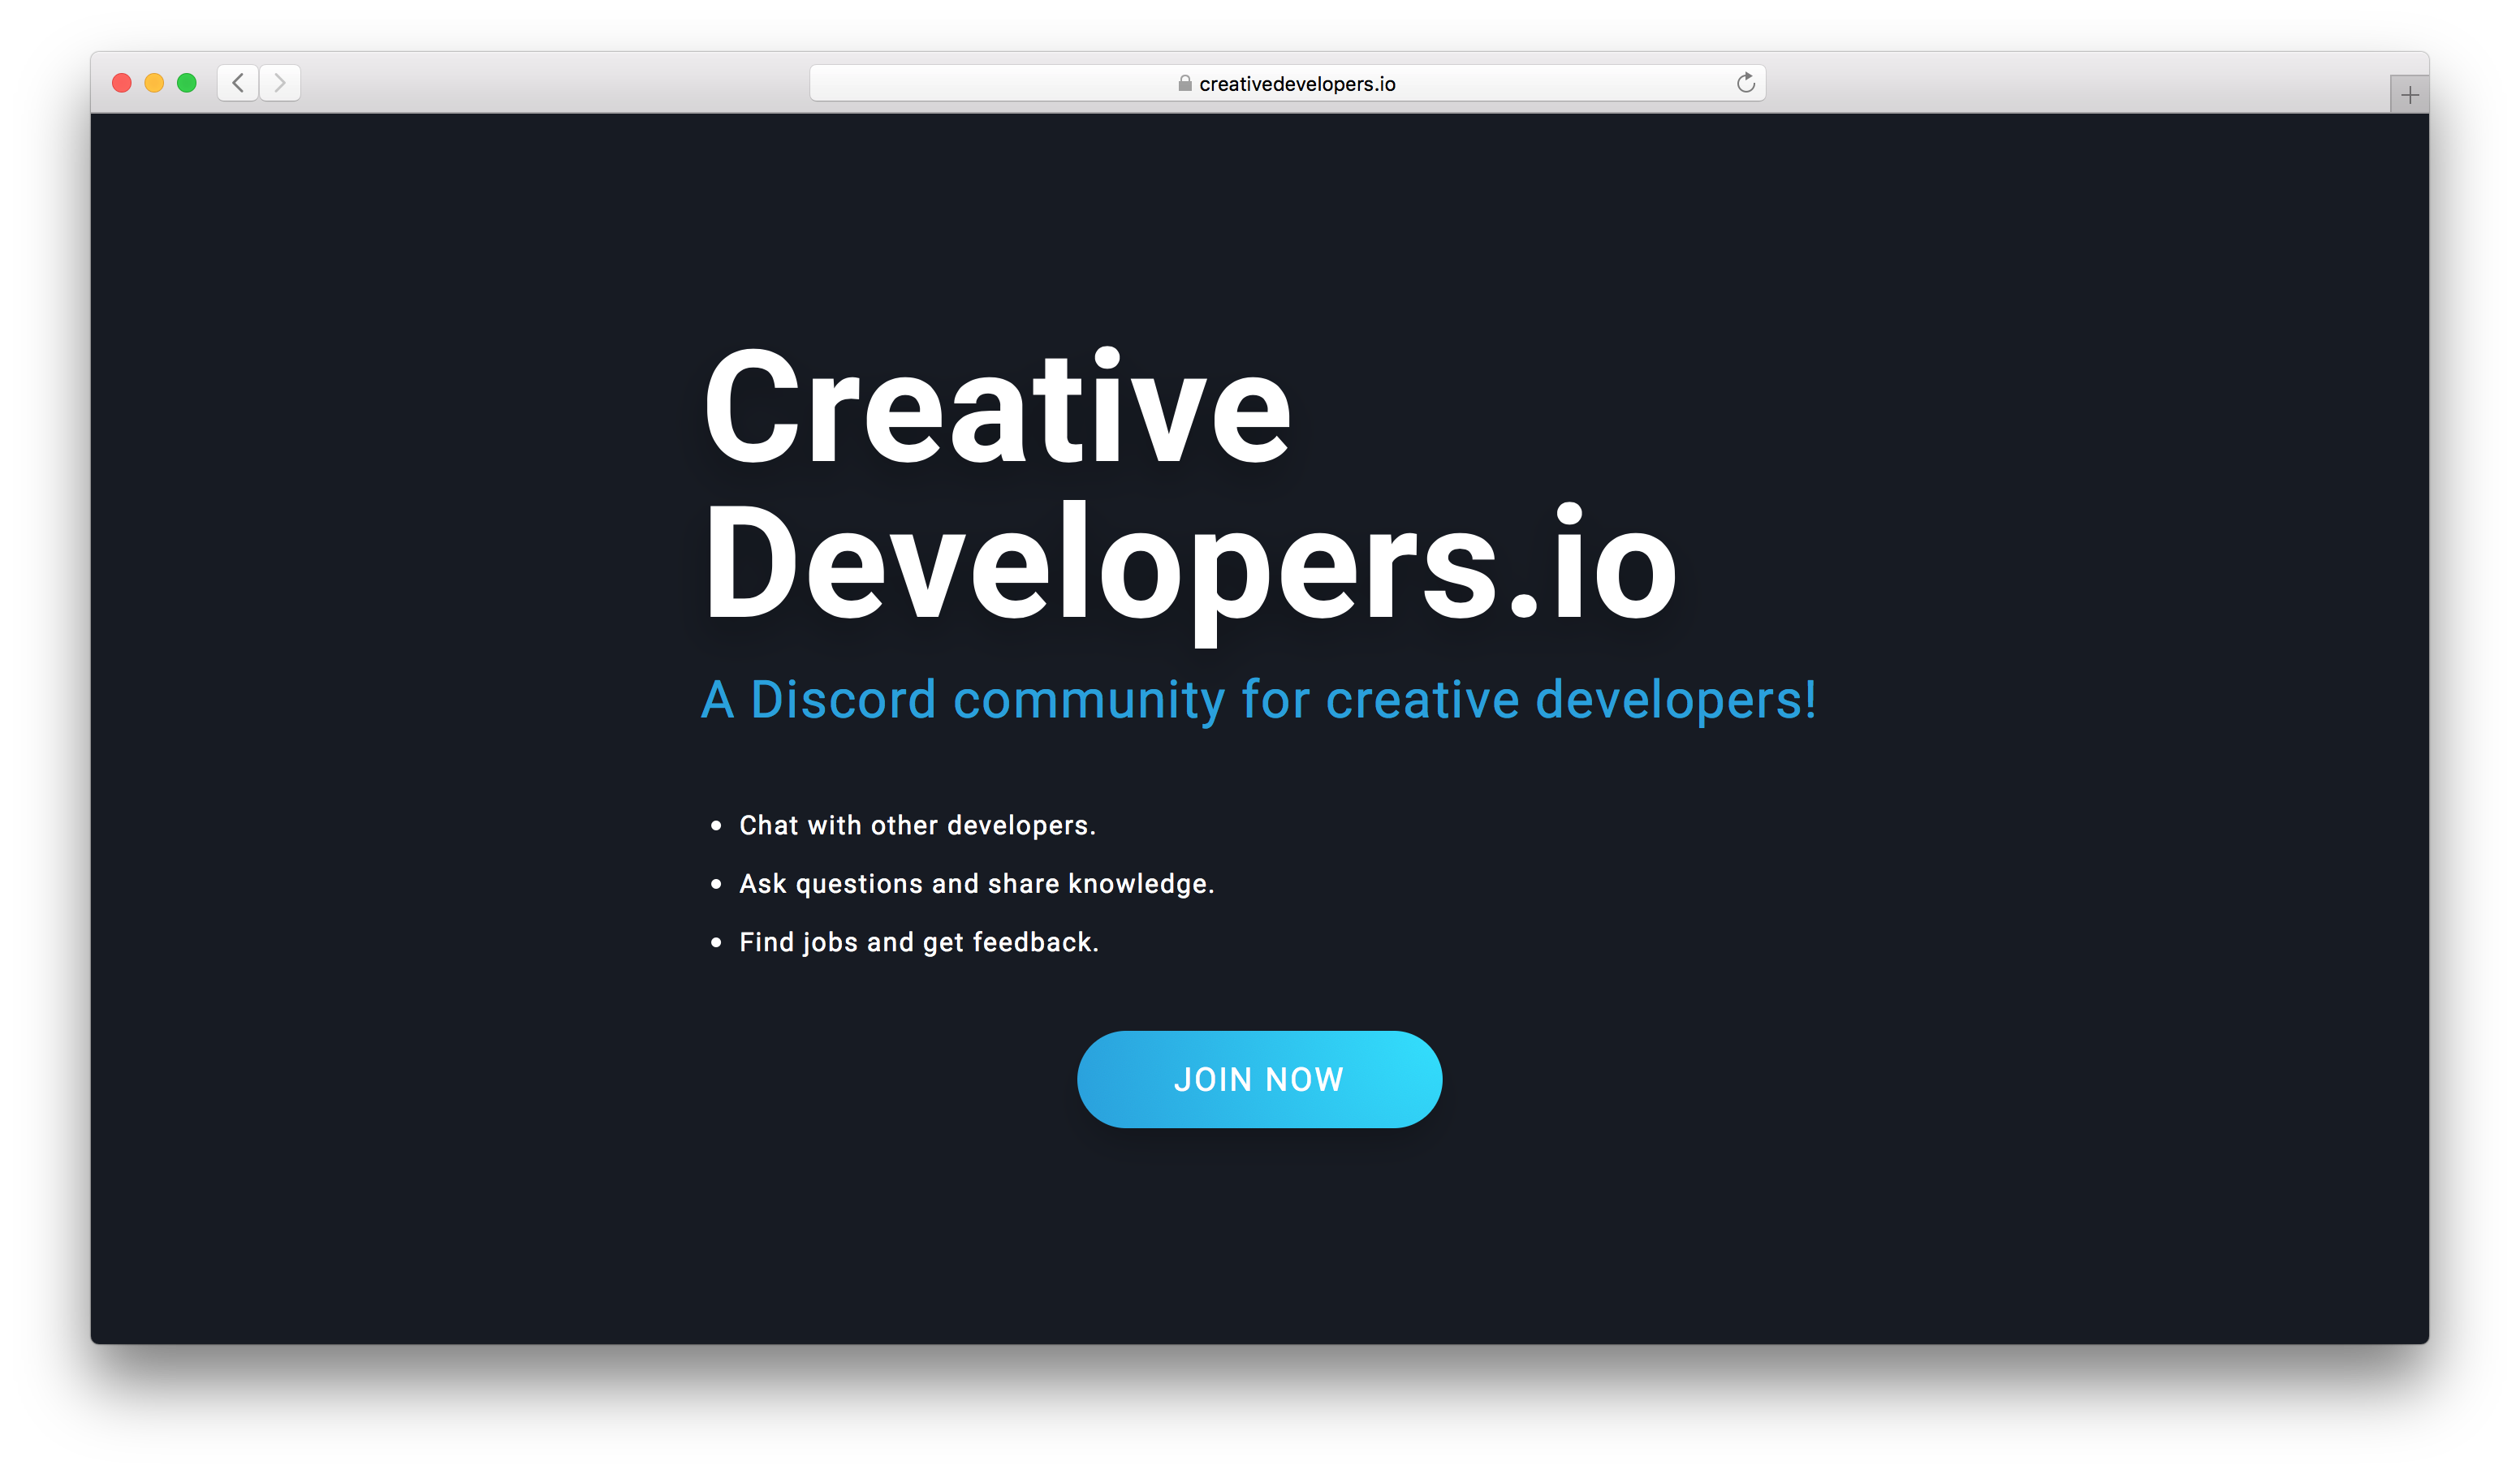 creativedevelopers.io
Creative
Developers.io
A Discord community for creative developers!
• Chat with other developers.
• Ask questions and share knowledge.
• Find jobs and get feedback.
JOIN NOW